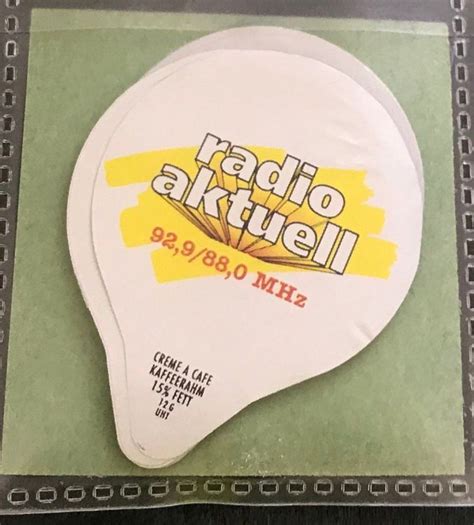 radio
aktuell
92,9/88,0 MHz
CREME A CAFE
KAFFEERAHM
15% FETT
12 G
UHT